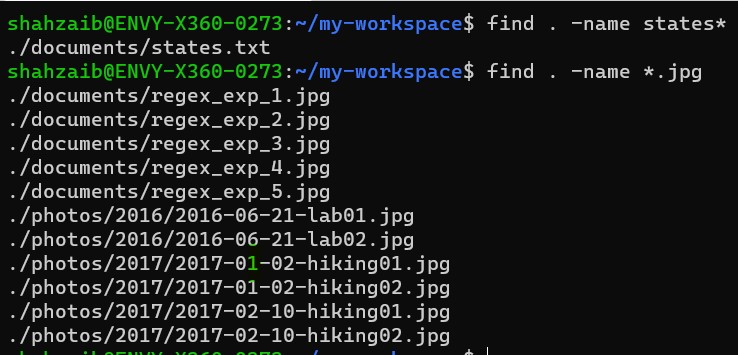 shahzaib@ENVY-X360-0273:~/my-workspace$ find . -name states*
./documents/states.txt
shahzaib@ENVY-X360-0273:~/my-workspace$ find . -name *.jpg
./documents/regex_exp_1.jpg
./documents/regex_exp_2.jpg
./documents/regex_exp_3.jpg
./documents/regex_exp_4.jpg
./documents/regex_exp_5.jpg
./photos/2016/2016-06-21-lab01.jpg
./photos/2016/2016-06-21-lab02.jpg
./photos/2017/2017-01-02-hiking01.jpg
./photos/2017/2017-01-02-hiking02.jpg
./photos/2017/2017-02-10-hiking01.jpg
./photos/2017/2017-02-10-hiking02.jpg